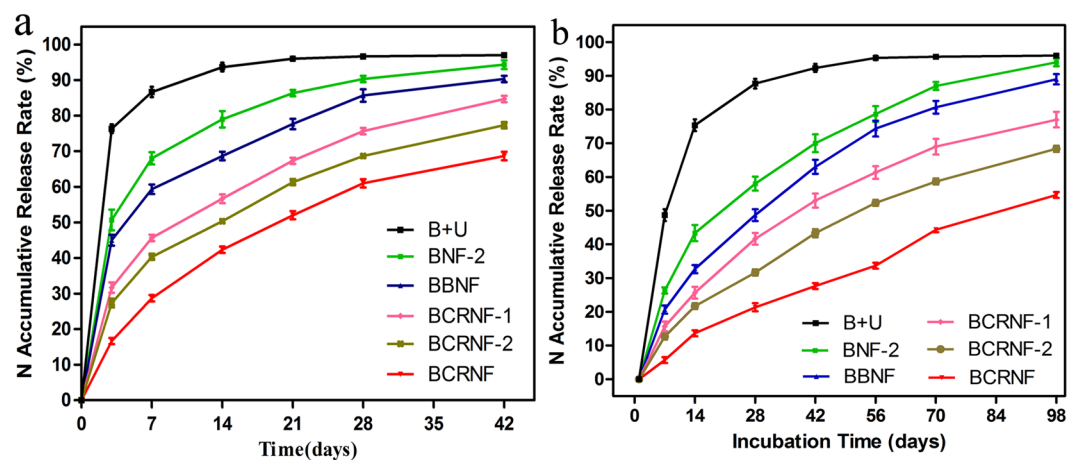 a
N Accumulative Release Rate (%)
100
90
80
70
60
50
40
30
20
10
0
B+U
BNF-2
BBNF
BCRNF-1
BCRNF-2
BCRNF
0 7 14 21 28 35 42
Time(days)
b
N Accumulative Release Rate (%)
100
90
80
70
60
50
40
30
20
10
0
B+U
BNF-2
BBNF
BCRNF-1
BCRNF-2
BCRNF
0 14 28 42 56 70 84 98
Incubation Time (days)